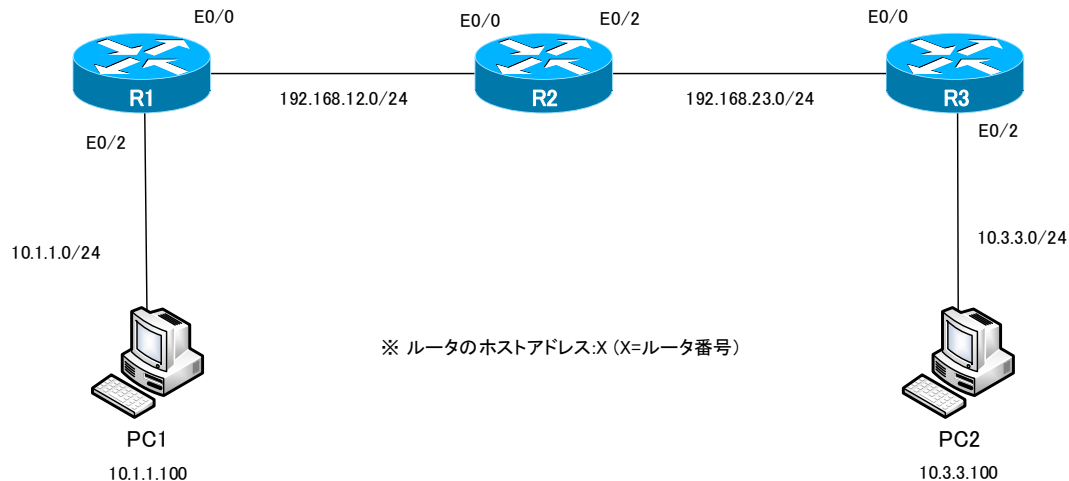 E0/0
E0/0
E0/2
E0/0
R1
R2
R3
192.168.12.0/24
192.168.23.0/24
E0/2
E0/2
10.1.1.0/24
10.3.3.0/24
※ ルータのホストアドレス:X (X=ルータ番号)
PC1
PC2
10.1.1.100
10.3.3.100